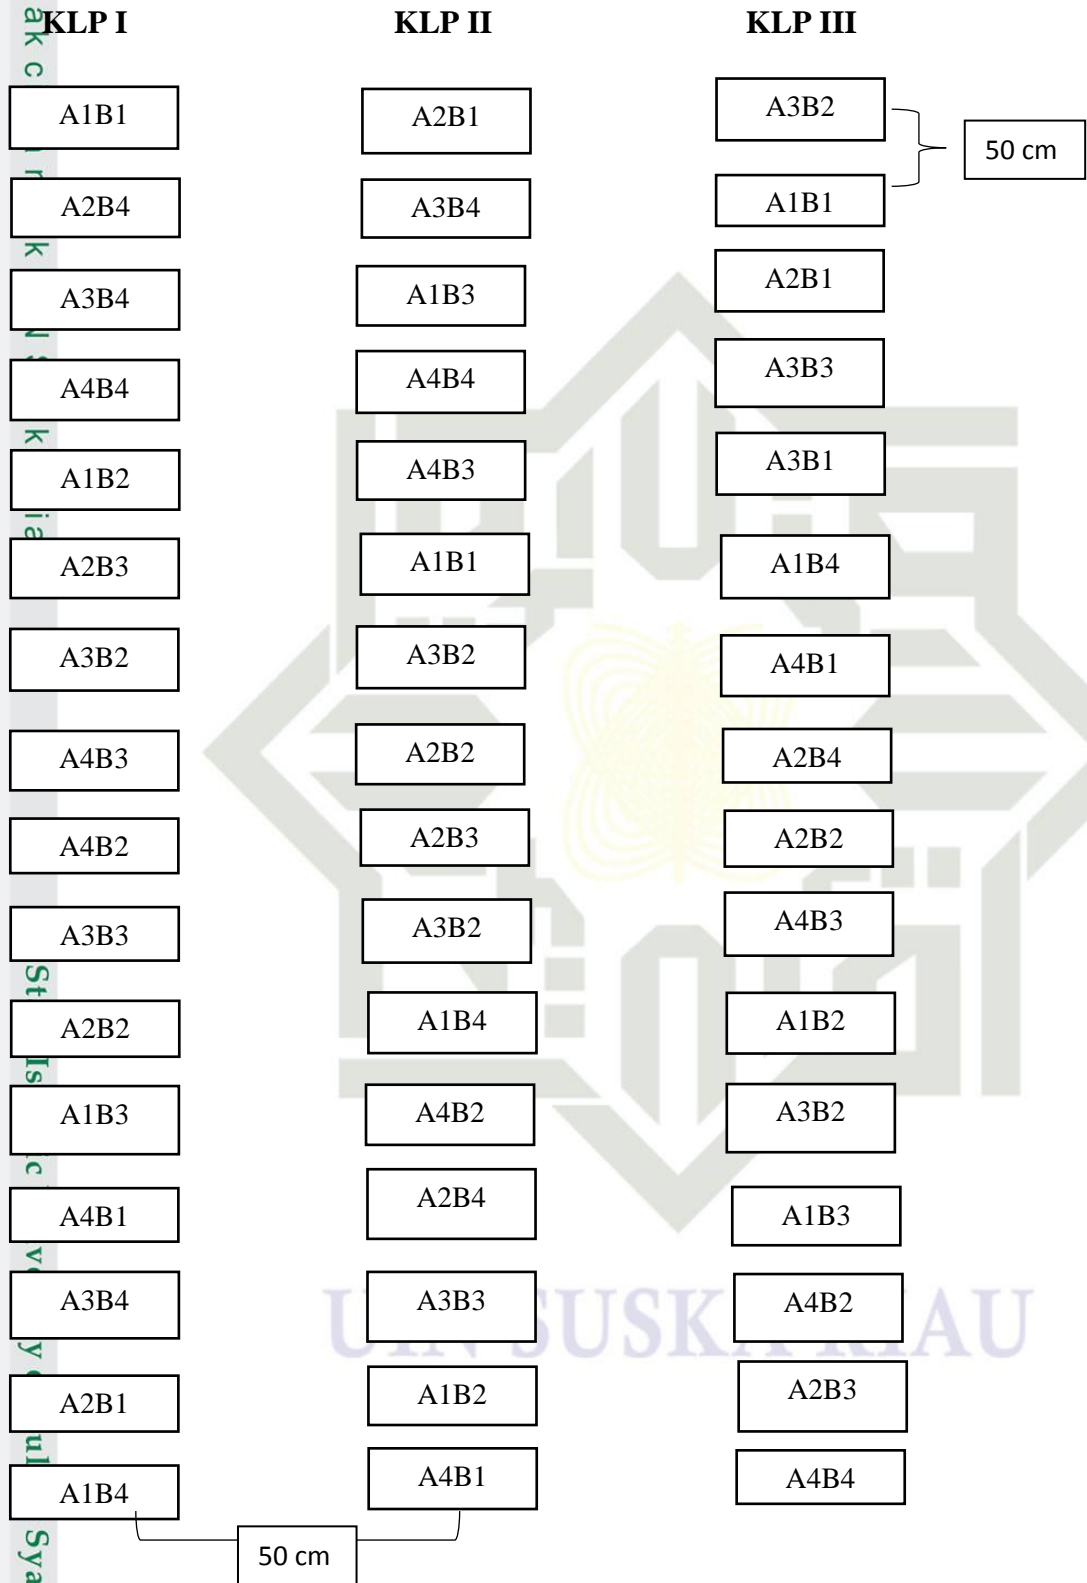 KLP I KLP II KLP III
A1B1 A2B1 A3B2
50 cm
A2B4 A3B4 A1B1
A3B4 A1B3 A2B1
A4B4 A4B4 A3B3
A1B2 A4B3 A3B1
A2B3 A1B1 A1B4
A3B2 A3B2 A4B1
A4B3 A2B2 A2B4
A4B2 A2B3 A2B2
A3B3 A3B2 A4B3
A2B2 A1B4 A1B2
A1B3 A4B2 A3B2
A4B1 A2B4 A1B3
A3B4 A3B3 A4B2
A2B1 A1B2 A2B3
A1B4 A4B1 A4B4
50 cm
UIN SUSKA RIAU